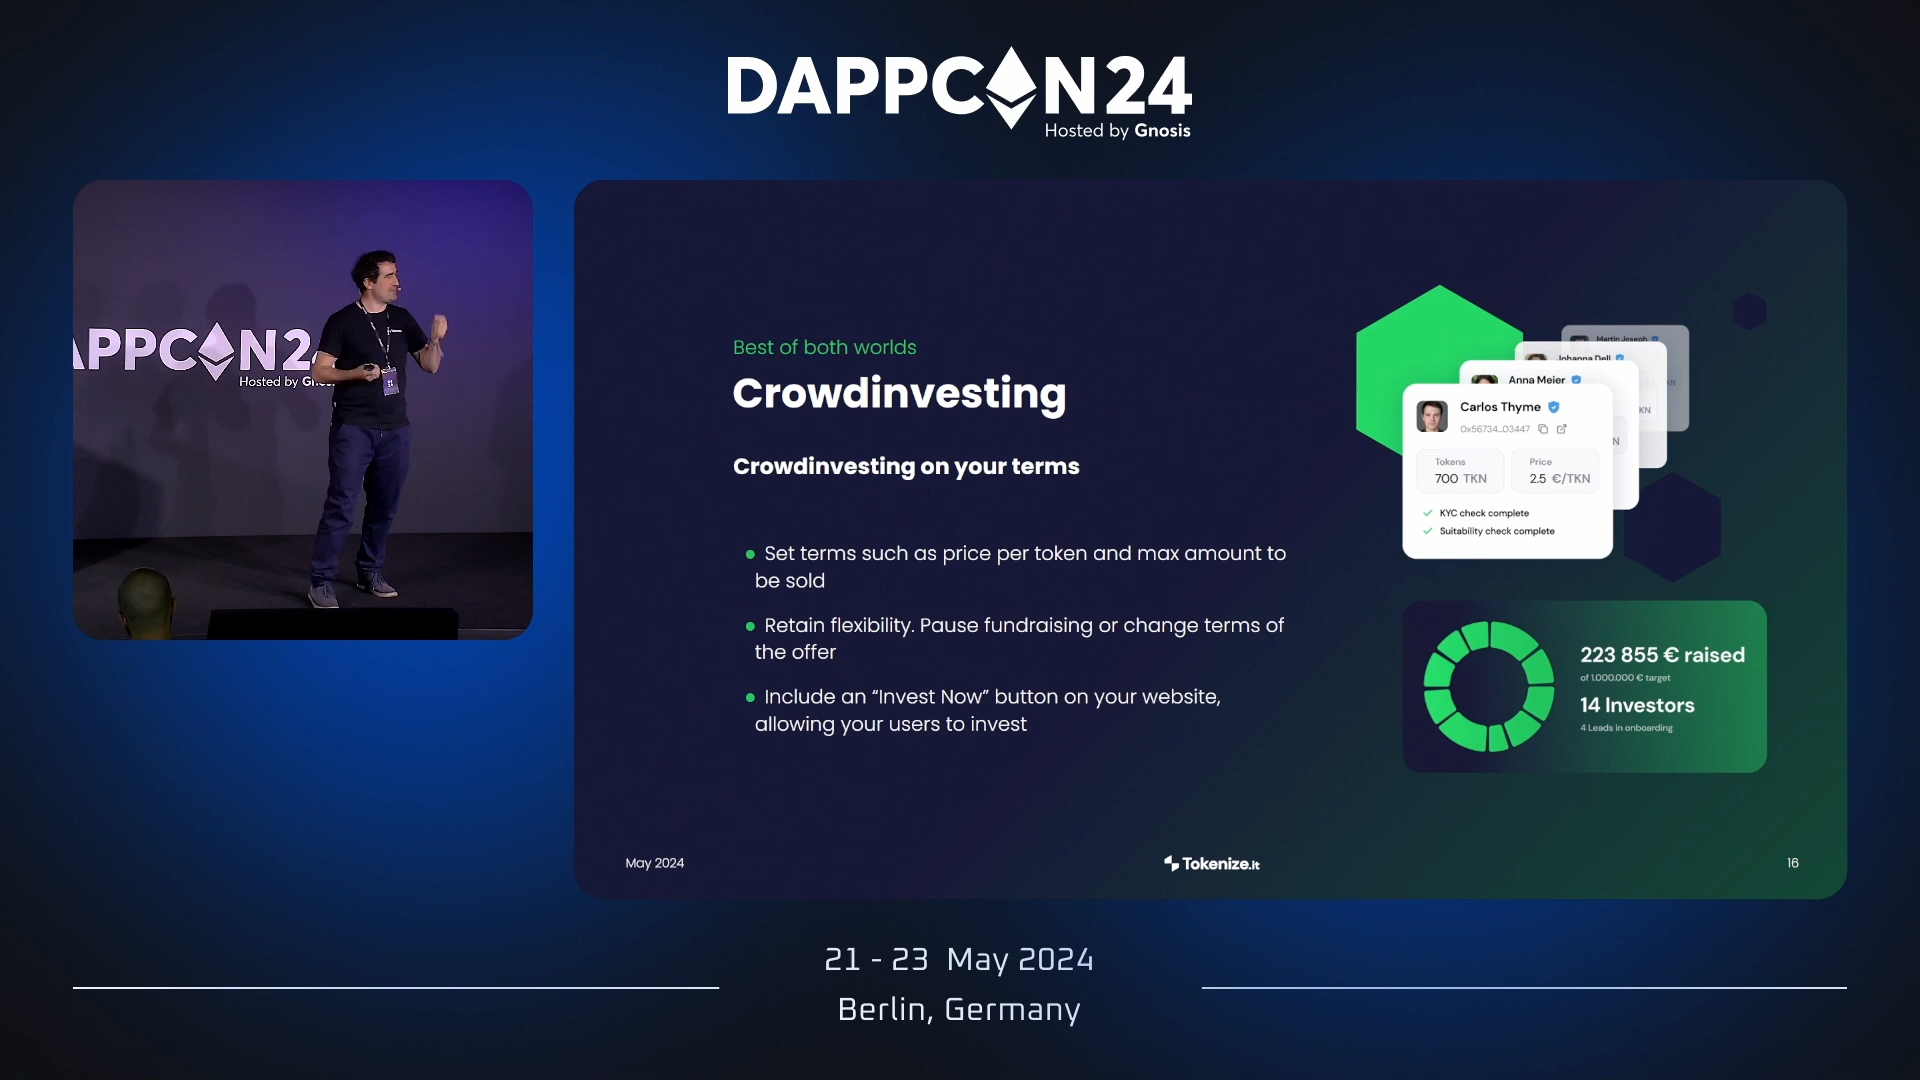 DAPPCON24
Hosted by Gnosis
APPCON2
Hosted by
Best of both worlds
Crowdinvesting
Crowdinvesting on your terms
● Set terms such as price per token and max amount to
be sold
● Retain flexibility. Pause fundraising or change terms of
the offer
● Include an “Invest Now” button on your website,
allowing your users to invest
Martin Joseph
Johanna Dell
Anna Meier
Carlos Thyme
0x56734...03447
Tokens
700 TKN
Price
2.5 €/TKN
KYC check complete
Suitability check complete
223 855 € raised
of 1.000.000 € target
14 Investors
4 Leads in onboarding
May 2024
Tokenize.it
16
21 - 23 May 2024
Berlin, Germany